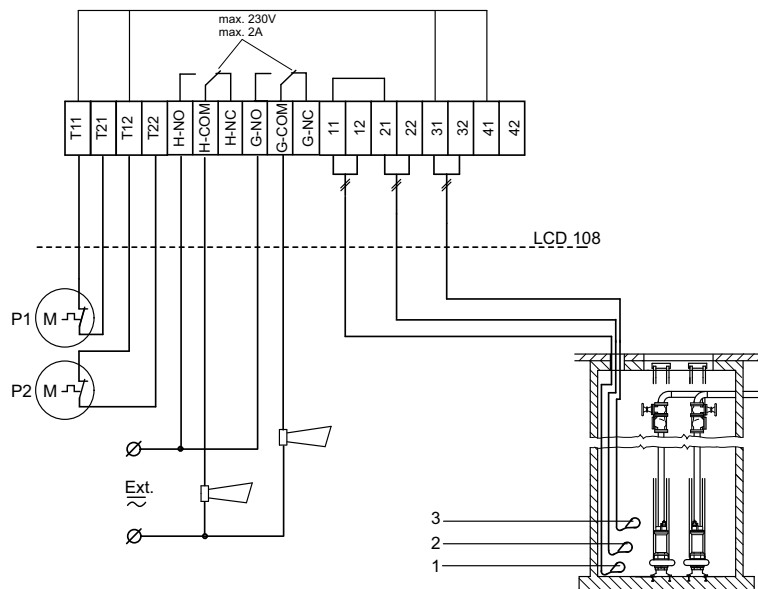 max. 230V
max. 2A
T11 T21 T12 T22 H-NO H-COM H-NC G-NO G-COM G-NC 11 12 21 22 31 32 41 42
LCD 108
P1 M
P2 M
Ext.
3
2
1